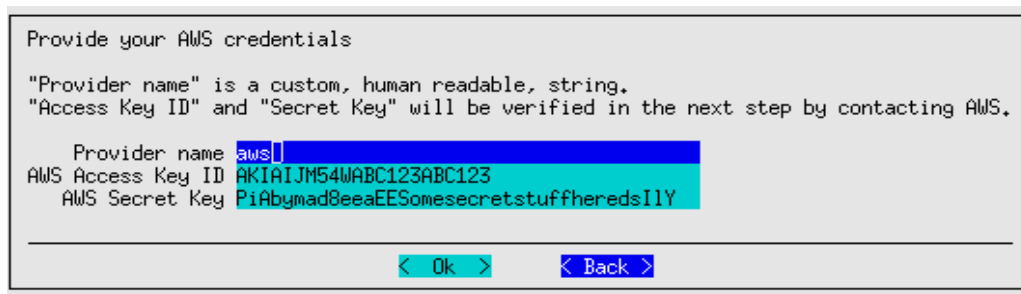 Provide your AWS credentials
"Provider name" is a custom, human readable, string.
"Access Key ID" and "Secret Key" will be verified in the next step by contacting AWS.
Provider name aws
AWS Access Key ID AKIAIJM54WABC123ABC123
AWS Secret Key PiAbymad8eeaEESomesecretstuffheredsIlY
< Ok > < Back >